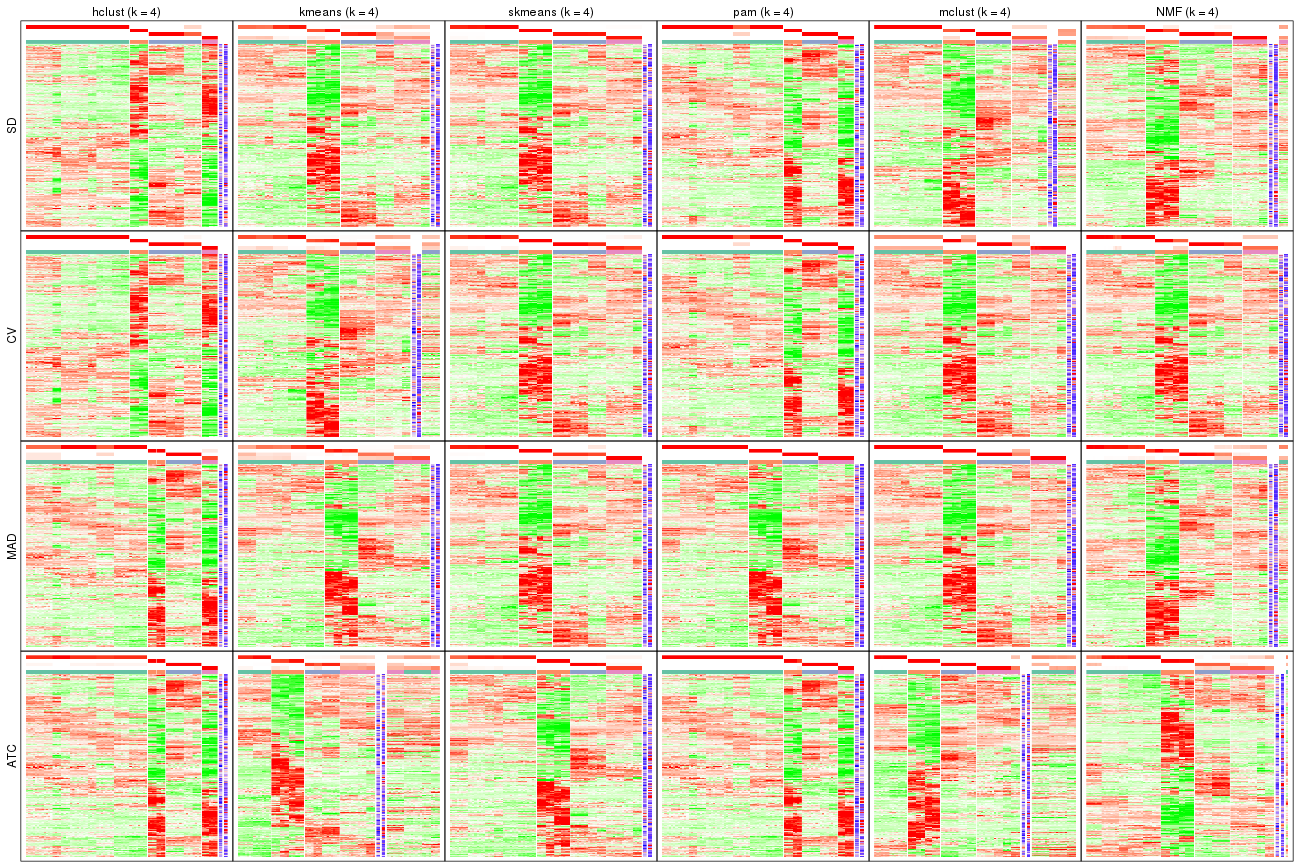 hclust (k = 4) kmeans (k = 4) skmeans (k = 4) pam (k = 4) mclust (k = 4) NMF (k = 4)
SD
CV
MAD
ATC